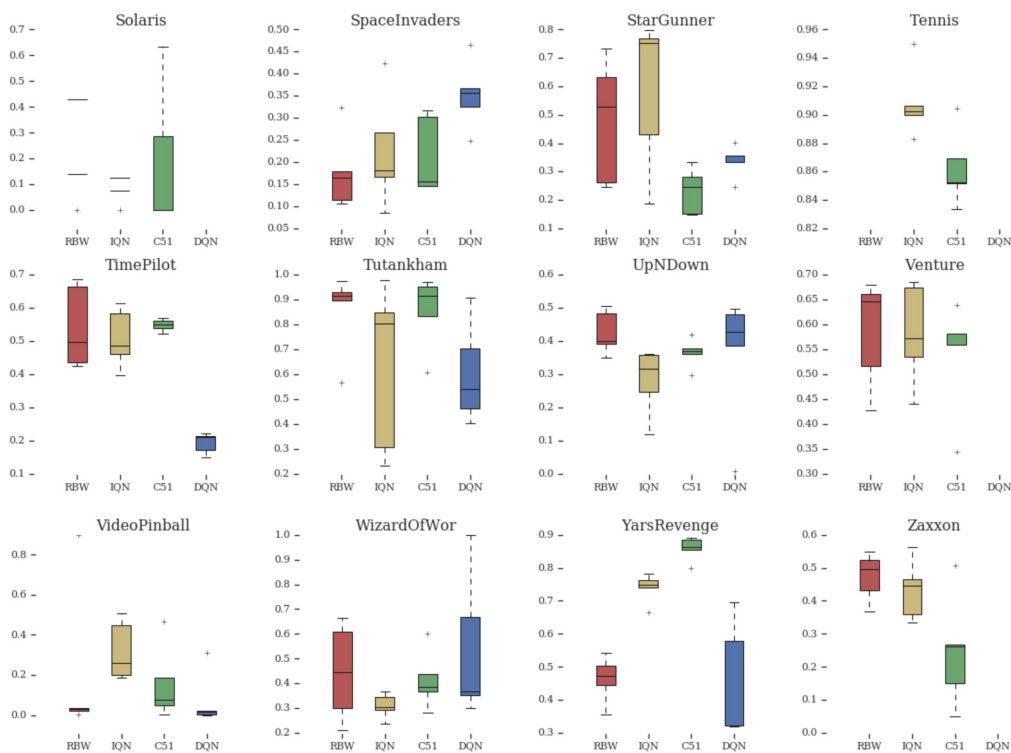 Solaris SpaceInvaders StarGunner Tennis
0.7 0.50 0.8 0.96
0.6 0.45 0.7 0.94
0.5 0.40 0.6 0.92
0.4 0.35 0.5 0.90
0.3 0.30 0.4 0.88
0.2 0.25 0.3 0.86
0.1 0.20 0.2 0.84
0.0 0.15 0.1 0.82
0.10
0.05
RBW IQN C51 DQN RBW IQN C51 DQN RBW IQN C51 DQN RBW IQN C51 DQN
TimePilot Tutankham UpNDown Venture
0.7 1.0 0.6 0.70
0.6 0.9 0.5 0.65
0.5 0.8 0.4 0.60
0.4 0.7 0.3 0.55
0.3 0.6 0.2 0.50
0.2 0.5 0.1 0.45
0.1 0.4 0.0 0.40
0.3 0.35
0.2 0.30
RBW IQN C51 DQN RBW IQN C51 DQN RBW IQN C51 DQN RBW IQN C51 DQN
VideoPinball WizardOfWor YarsRevenge Zaxxon
0.8 1.0 0.9 0.6
0.6 0.9 0.8 0.5
0.4 0.8 0.7 0.4
0.2 0.7 0.6 0.3
0.0 0.6 0.5 0.2
0.5 0.4 0.1
0.4 0.3 0.0
0.3
0.2
RBW IQN C51 DQN RBW IQN C51 DQN RBW IQN C51 DQN RBW IQN C51 DQN